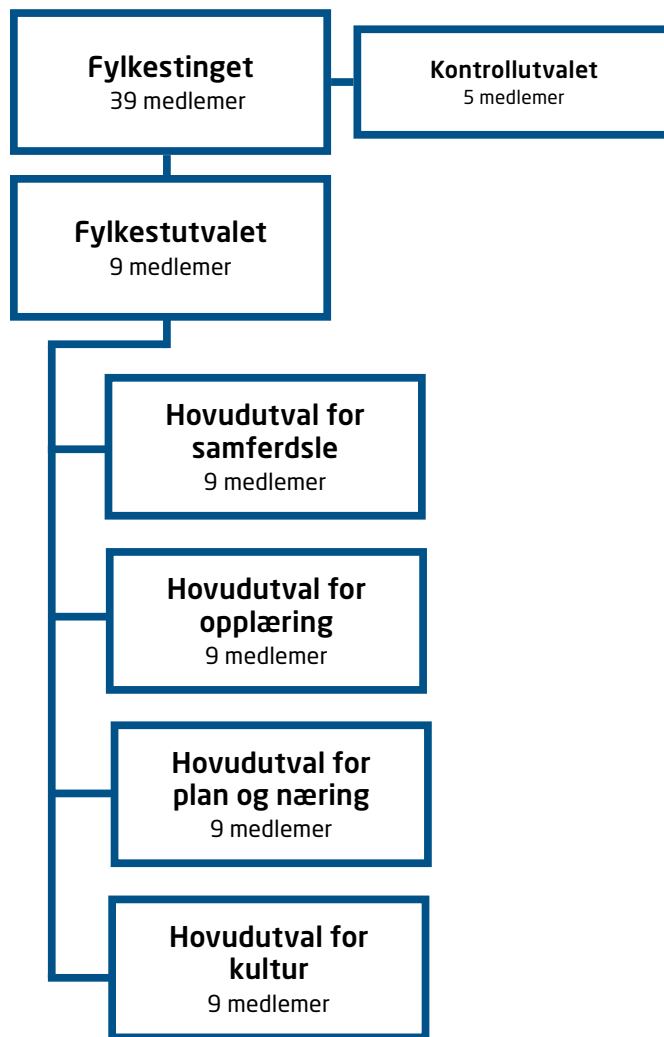 Fylkestinget
39 medlemer
Kontrollutvalet
5 medlemer
Fylkestutvalet
9 medlemer
Hovudutval for
samferdsle
9 medlemer
Hovudutval for
opplæring
9 medlemer
Hovudutval for
plan og næring
9 medlemer
Hovudutval for
kultur
9 medlemer